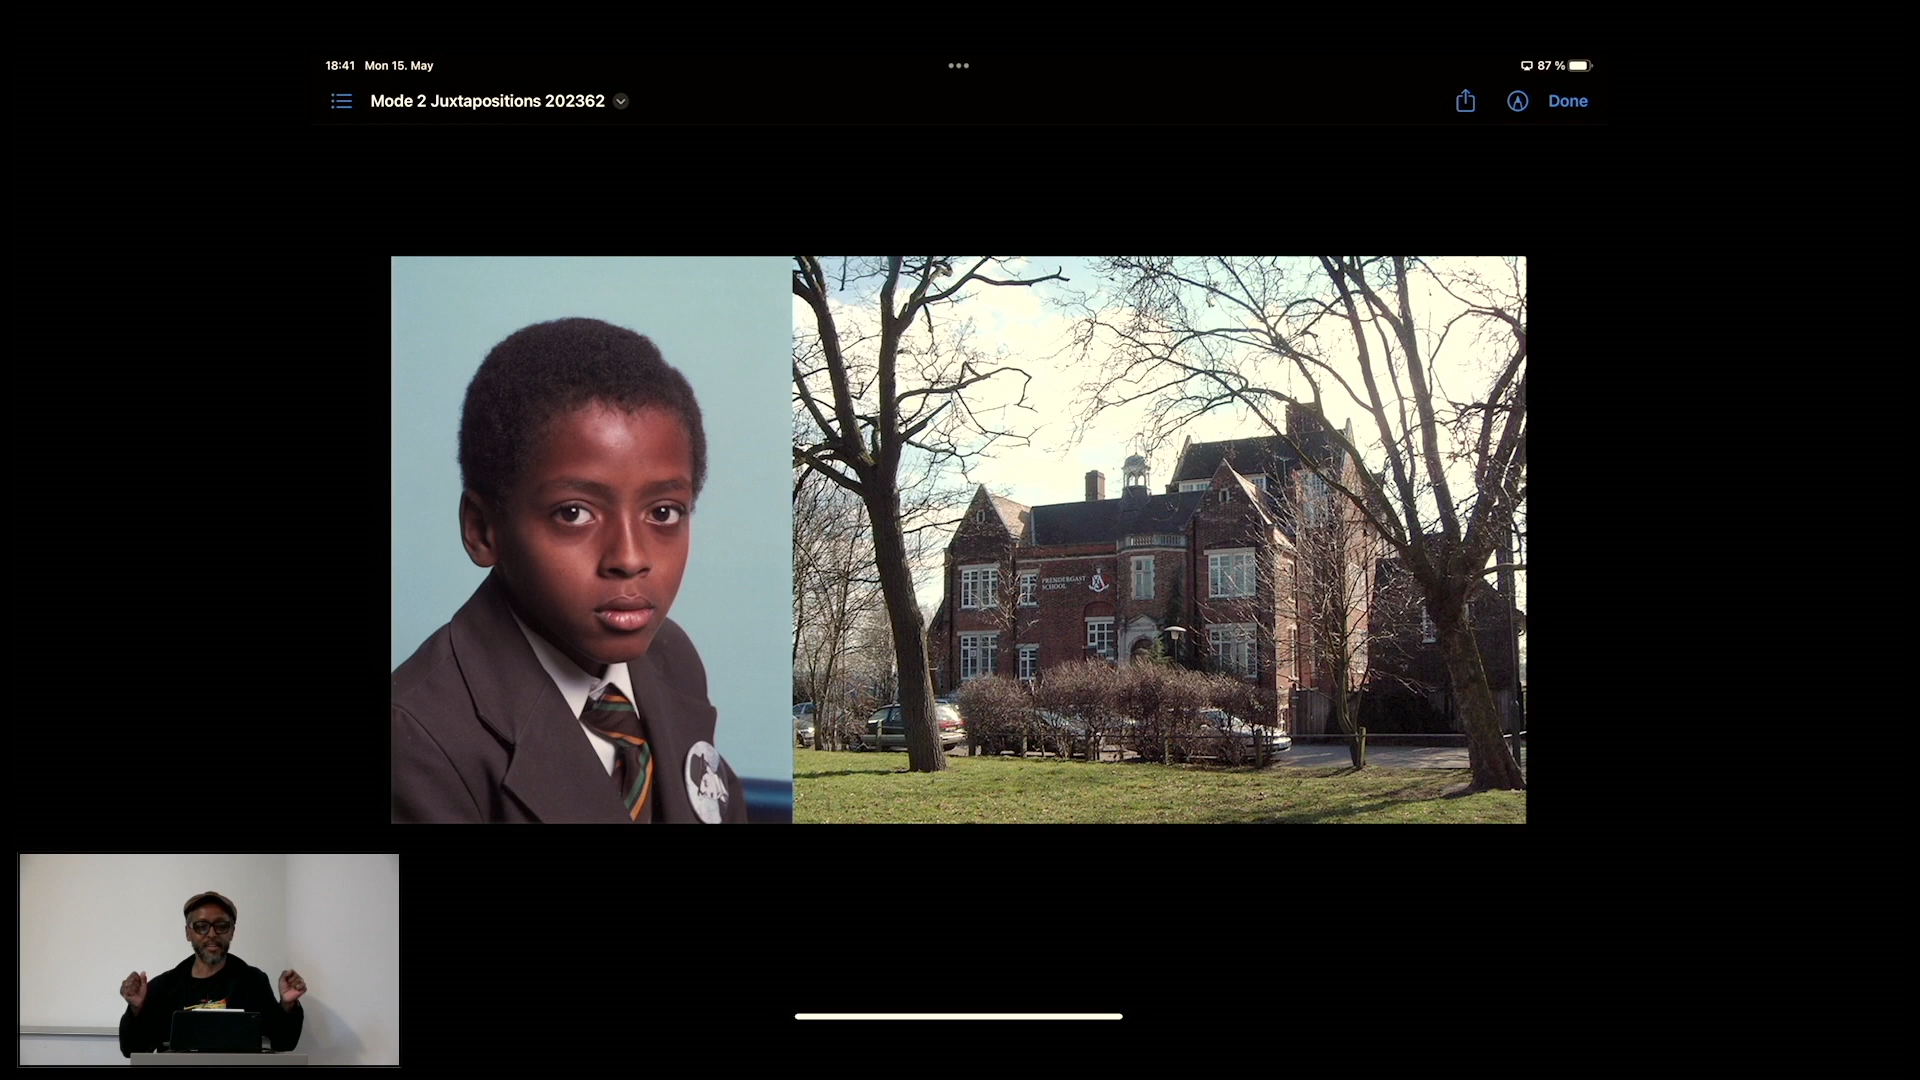 18:41 Mon 15. May
87 %
Mode 2 Juxtapositions 202362
Done
PRENDERGAST
SCHOOL